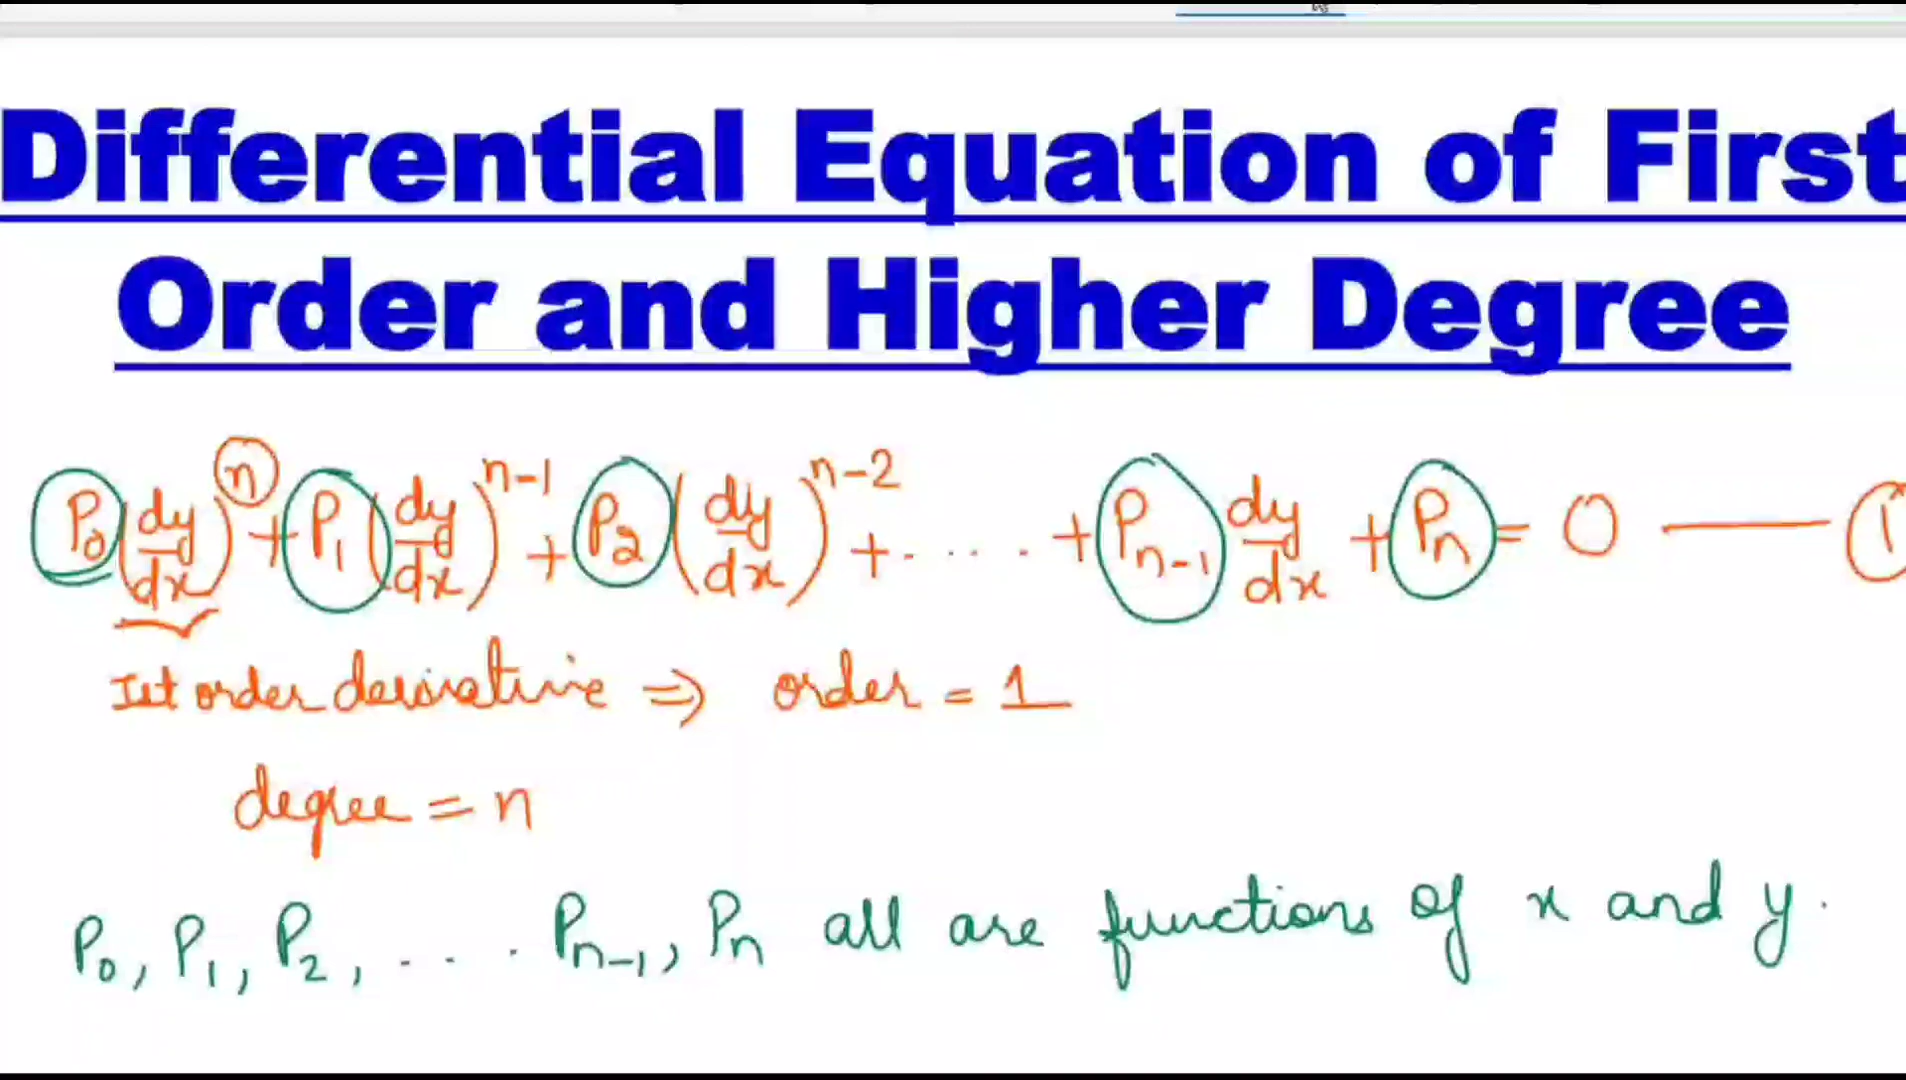 Differential Equation of First
Order and Higher Degree
P₀(dy/dx)ⁿ + P₁(dy/dx)ⁿ⁻¹ + P₂(dy/dx)ⁿ⁻² + ..... + Pₙ₋₁ dy/dx + Pₙ = 0 — ①
Ist order derivative ⇒ order = 1
degree = n
P₀, P₁, P₂, .... Pₙ₋₁, Pₙ all are functions of x and y.